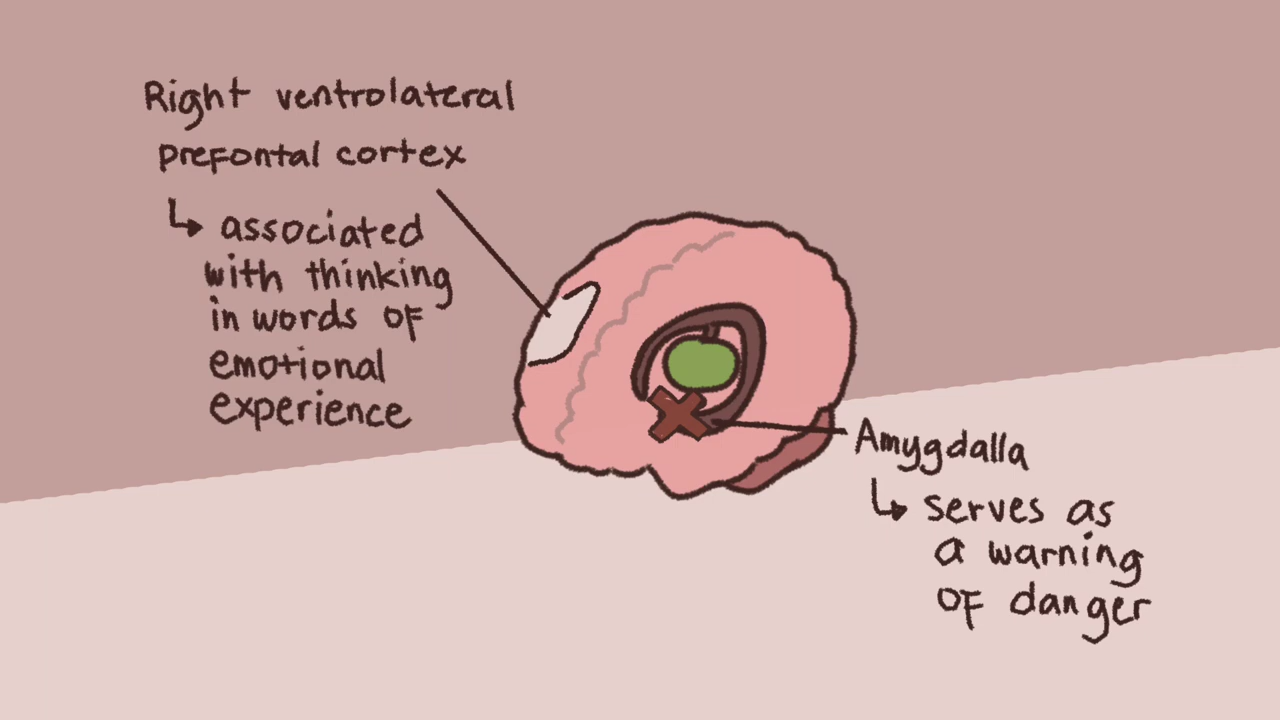 Right ventrolateral
prefontal cortex
↳ associated
with thinking
in words of
emotional
experience
Amygdalla
↳ serves as
a warning
of danger